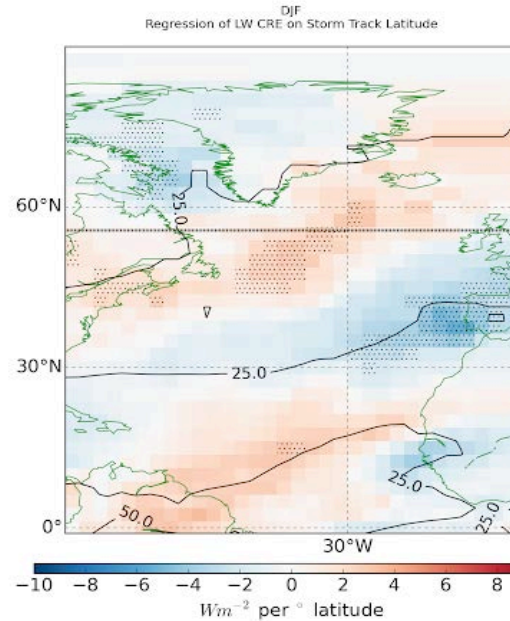 DJF
Regression of LW CRE on Storm Track Latitude
60°N
25.0
30°N
25.0
25.0
50.0
25.0
0°
30°W
−10 −8 −6 −4 −2 0 2 4 6 8
Wm⁻² per ° latitude